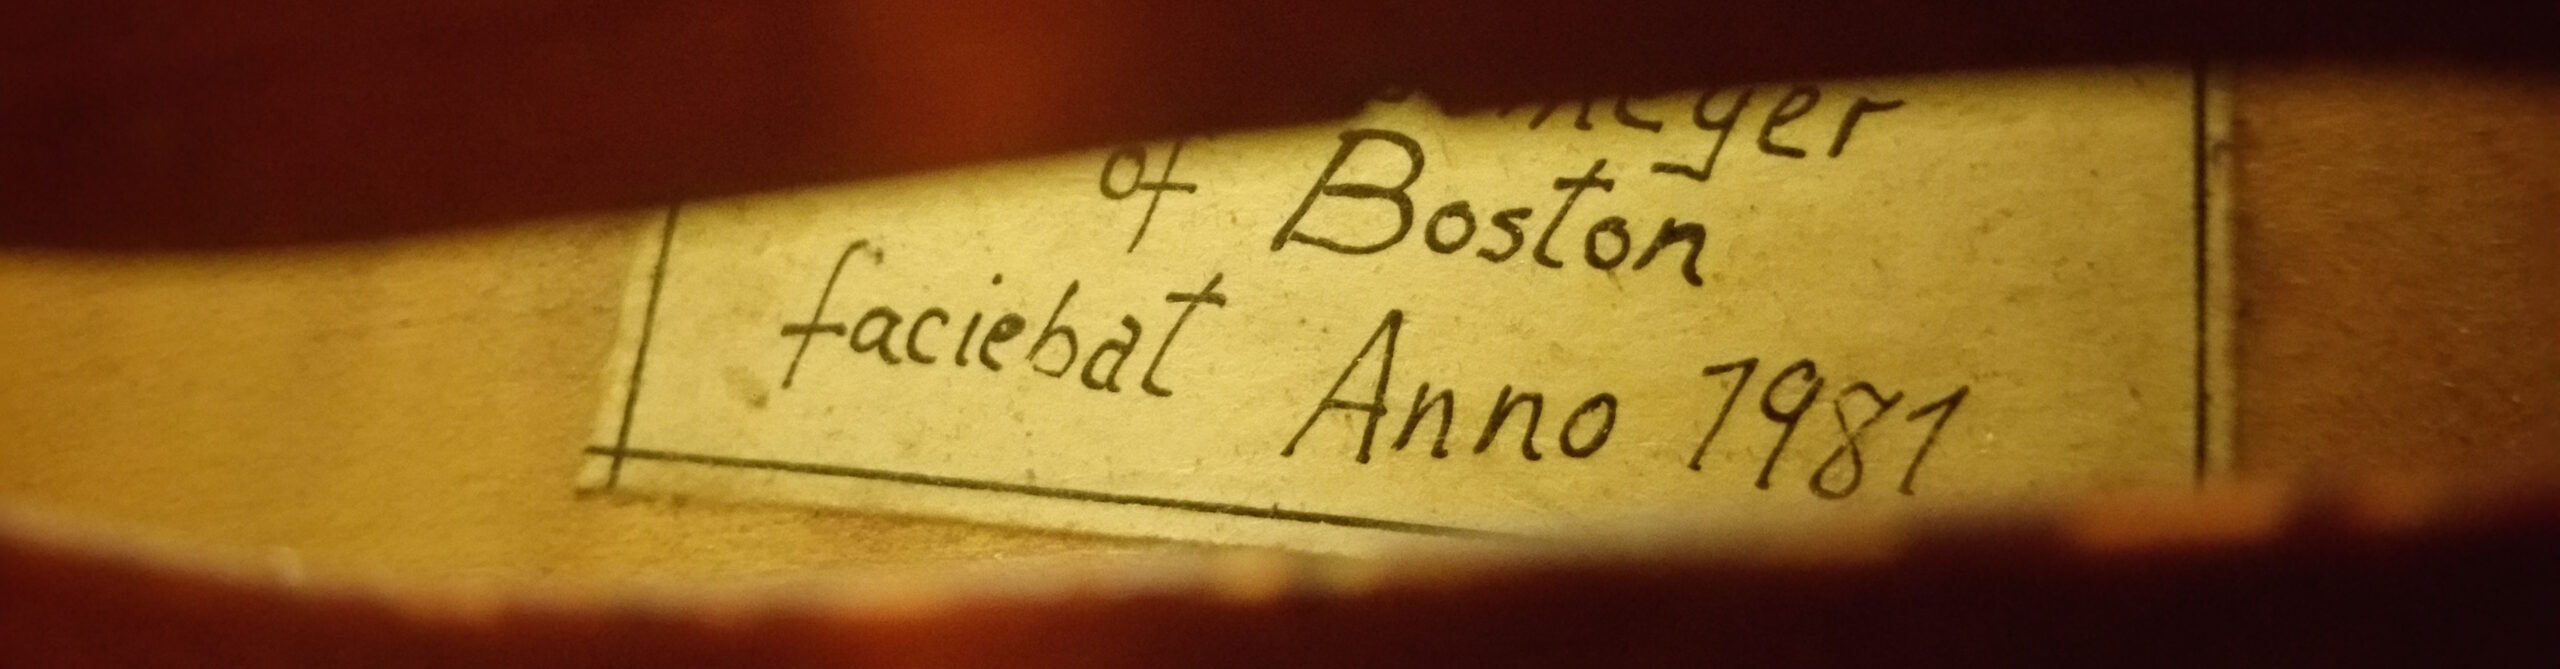 of Boston
faciebat Anno 1981